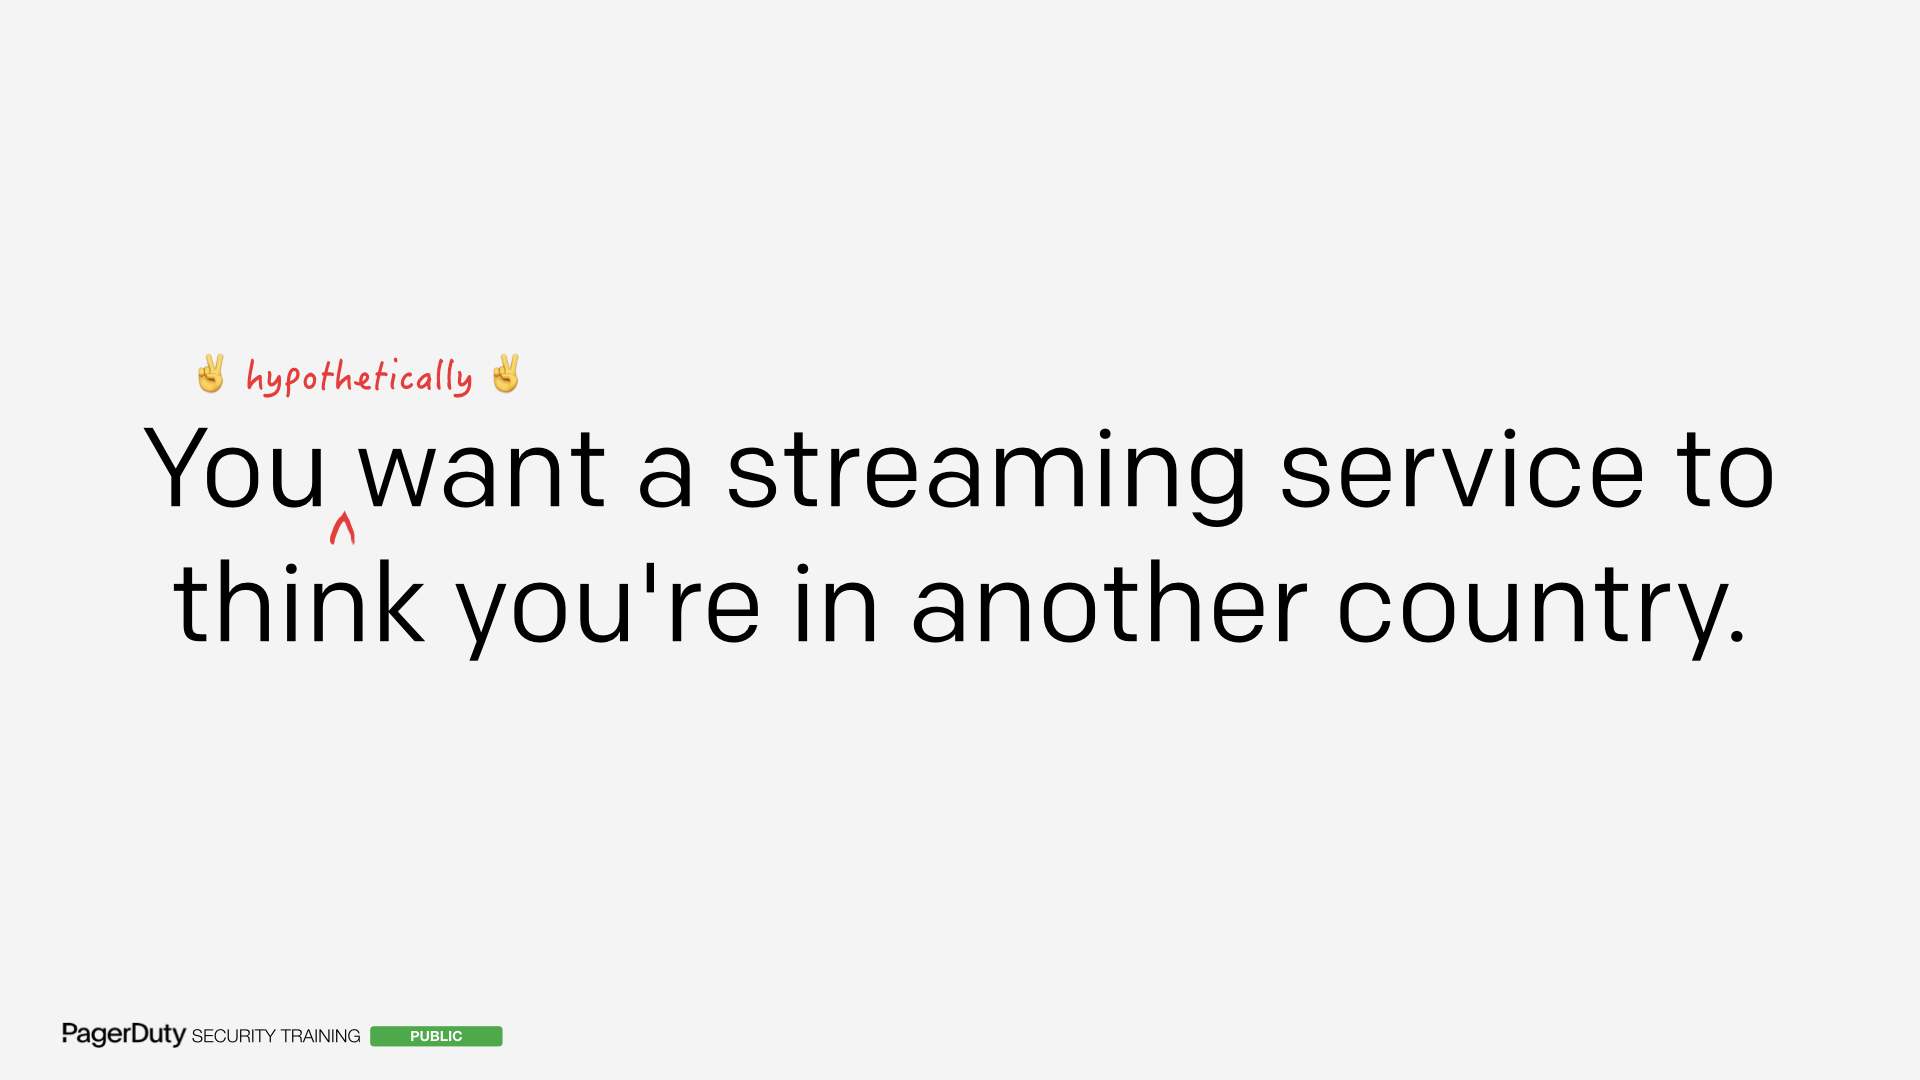 ✌️ hypothetically ✌️
You want a streaming service to
^
think you're in another country.
PagerDuty SECURITY TRAINING PUBLIC